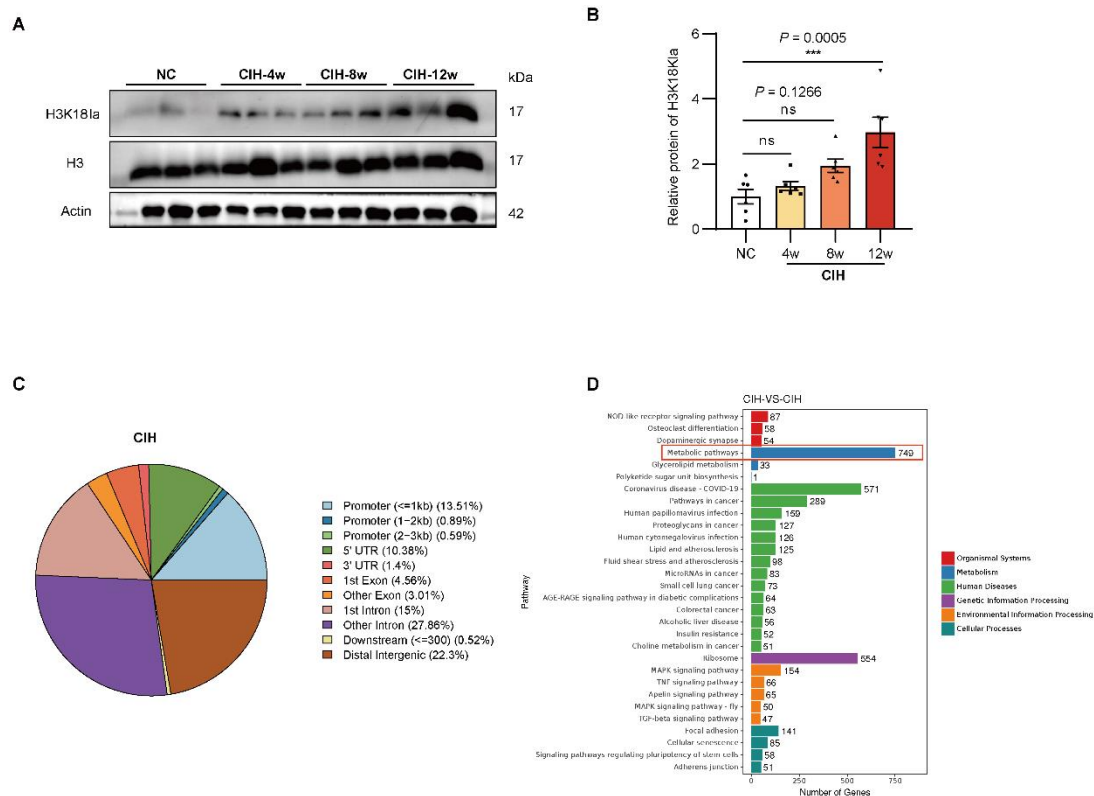 A
NC CIH-4w CIH-8w CIH-12w kDa
H3K18la 17
H3 17
Actin 42
B
Relative protein of H3K18Kla
6
4
2
0
P = 0.0005
***
P = 0.1266
ns
ns
NC 4w 8w 12w
CIH
C
CIH
Promoter (<=1kb) (13.51%)
Promoter (1-2kb) (0.89%)
Promoter (2-3kb) (0.59%)
5' UTR (10.38%)
3' UTR (1.4%)
1st Exon (4.56%)
Other Exon (3.01%)
1st Intron (15%)
Other Intron (27.86%)
Downstream (<=300) (0.52%)
Distal Intergenic (22.3%)
D
CIH-VS-CIH
Pathway
NOD-like receptor signaling pathway 87
Osteoclast differentiation 58
Dopaminergic synapse 54
Metabolic pathways 749
Glycerolipid metabolism 33
Polyketide sugar unit biosynthesis 1
Coronavirus disease - COVID-19 571
Pathways in cancer 289
Human papillomavirus infection 159
Proteoglycans in cancer 127
Human cytomegalovirus infection 126
Lipid and atherosclerosis 125
Fluid shear stress and atherosclerosis 98
MicroRNAs in cancer 83
Small cell lung cancer 73
AGE-RAGE signaling pathway in diabetic complications 64
Colorectal cancer 63
Alcoholic liver disease 56
Insulin resistance 52
Choline metabolism in cancer 51
Ribosome 554
MAPK signaling pathway 154
TNF signaling pathway 66
Apelin signaling pathway 65
MAPK signaling pathway - fly 50
TGF-beta signaling pathway 47
Focal adhesion 141
Cellular senescence 85
Signaling pathways regulating pluripotency of stem cells 58
Adherens junction 51
0 250 500 750
Number of Genes
Organismal Systems
Metabolism
Human Diseases
Genetic Information Processing
Environmental Information Processing
Cellular Processes